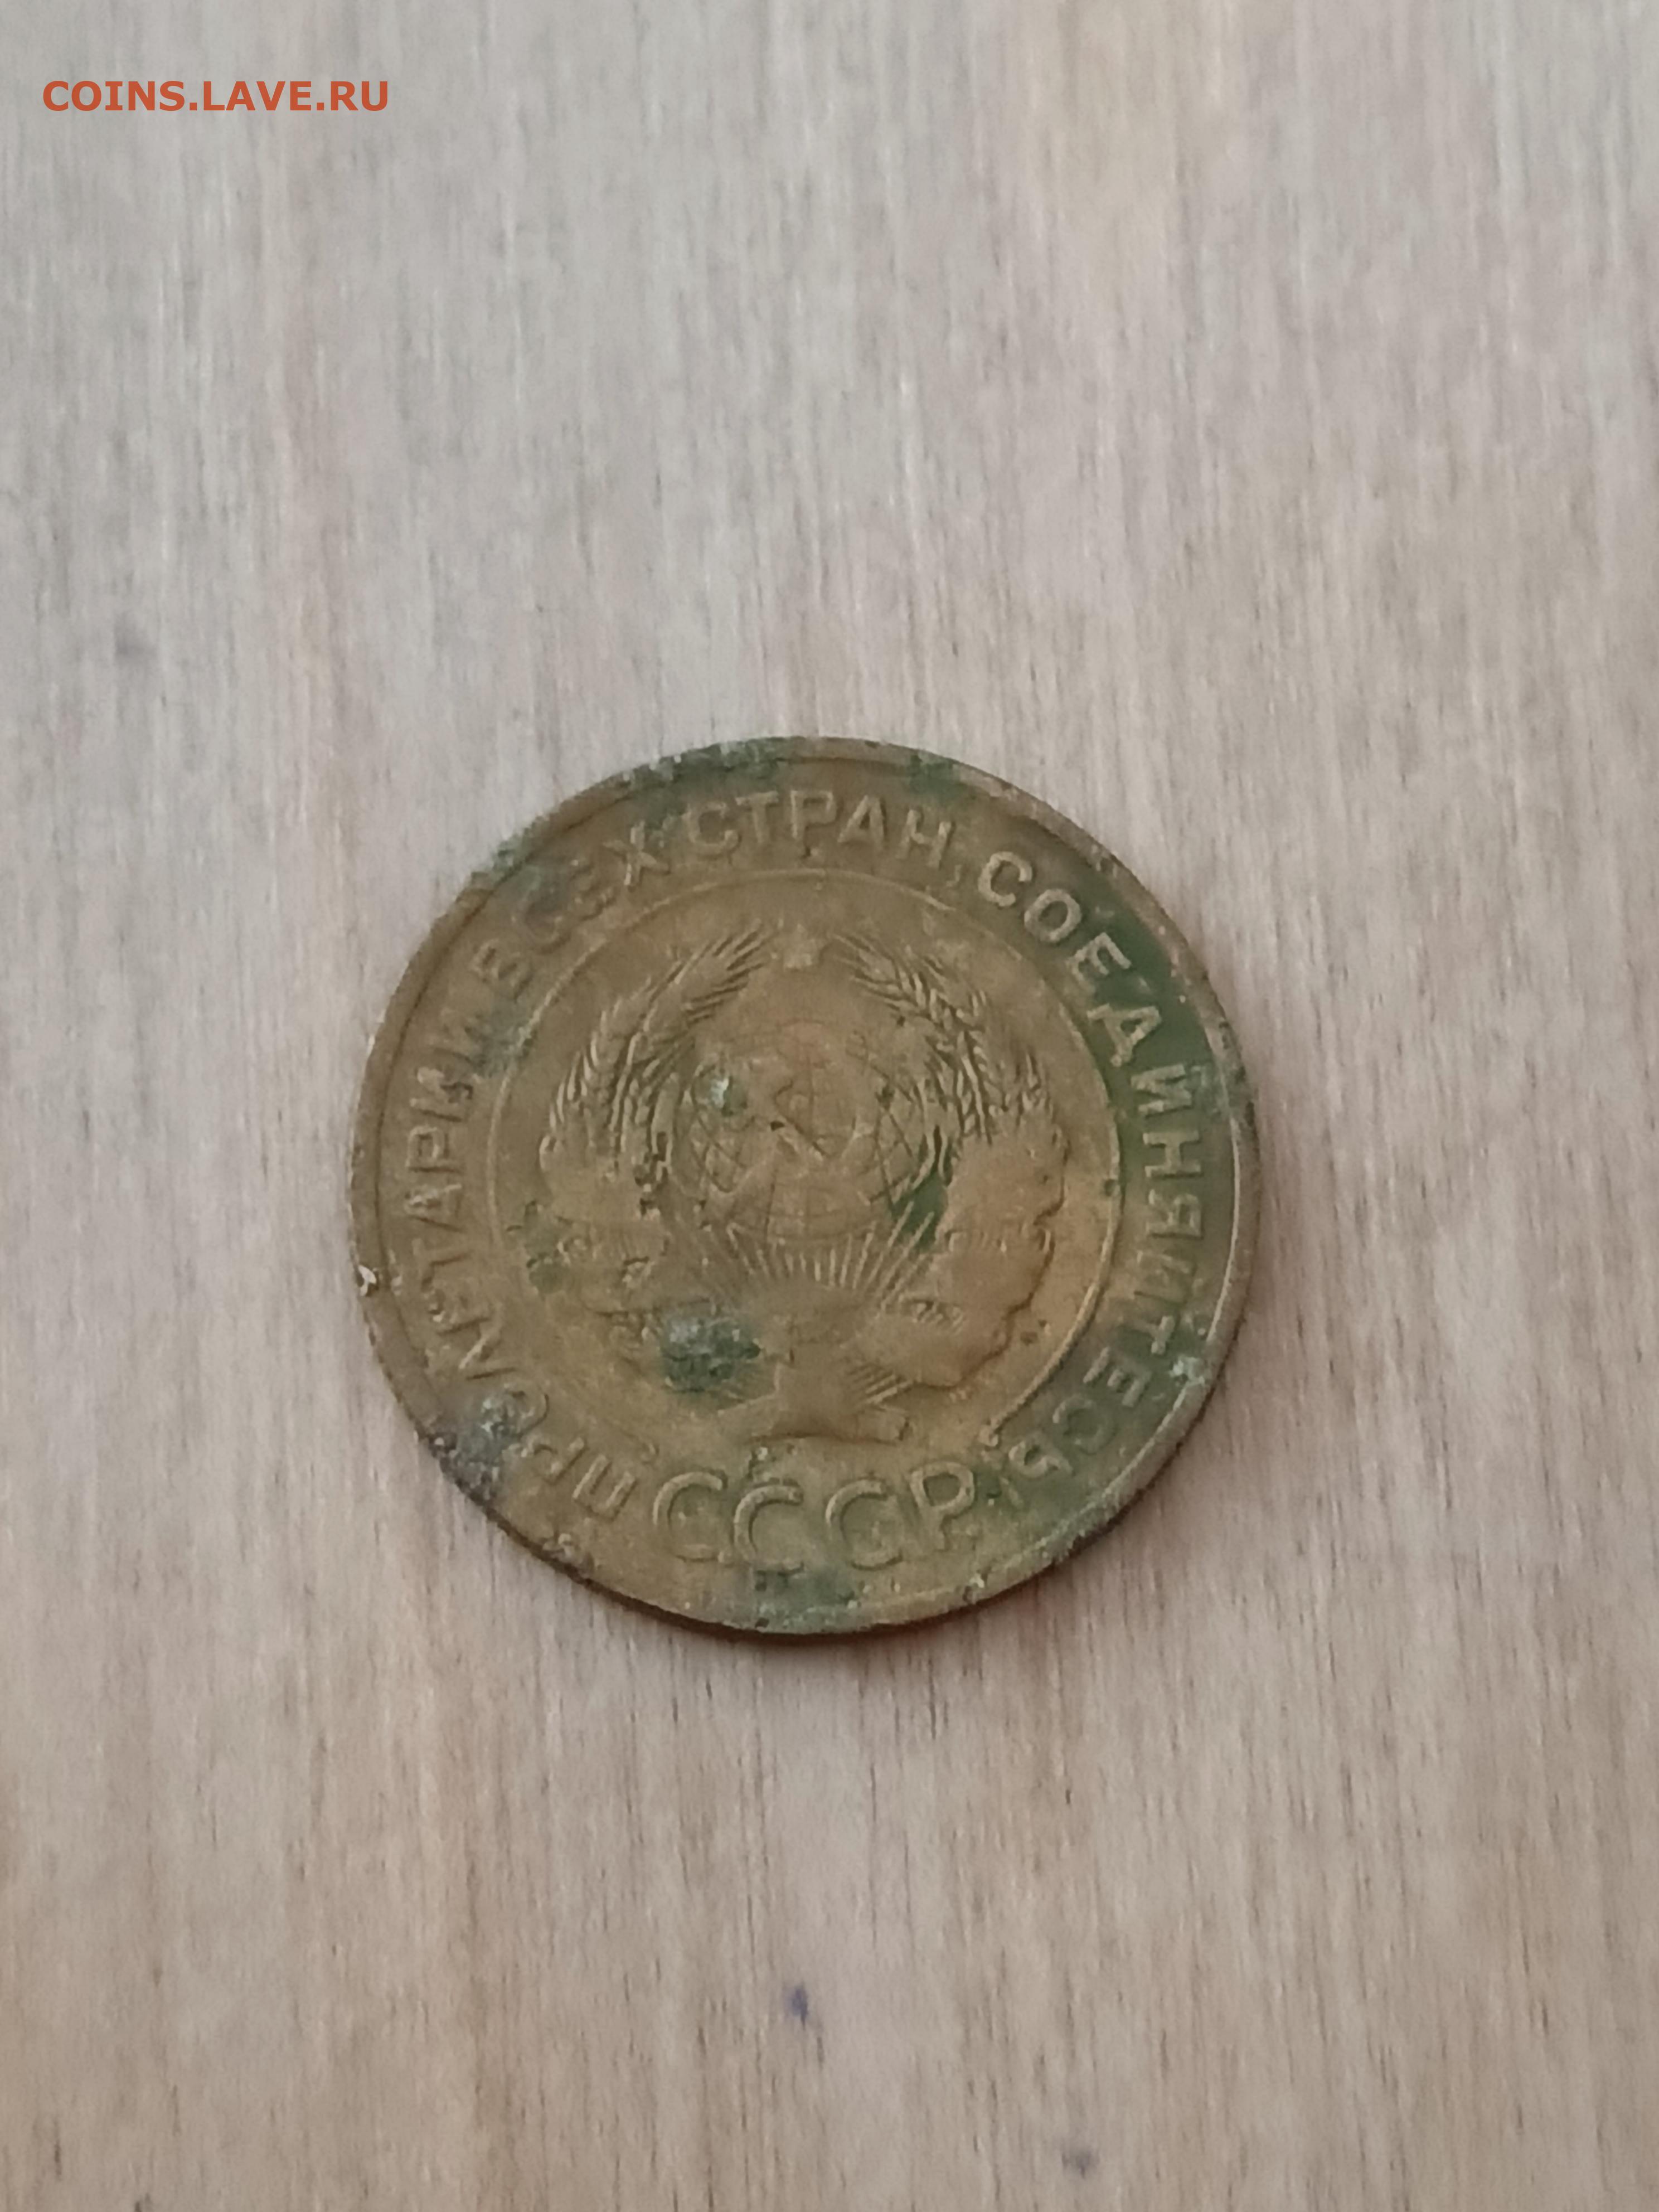 COINS.LAVE.RU
ПРОЛЕТАРИИ ВСЕХ СТРАН, СОЕДИНЯЙТЕСЬ!
СССР